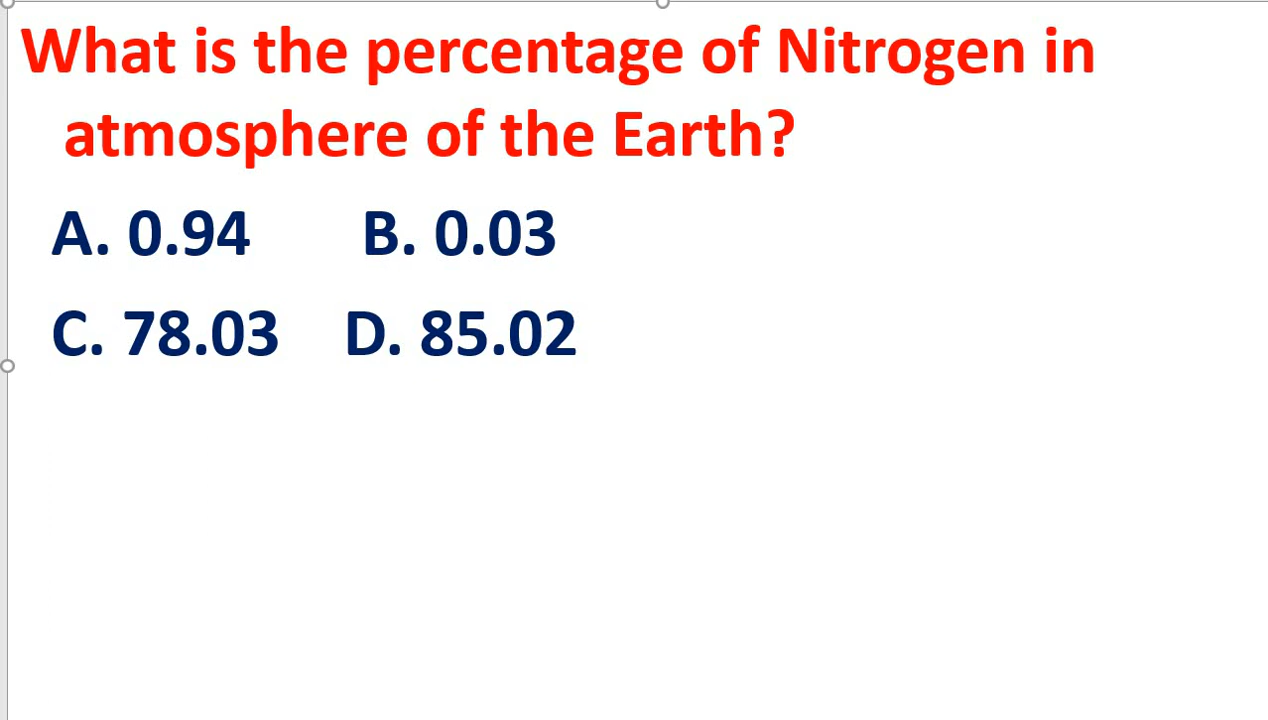 What is the percentage of Nitrogen in
atmosphere of the Earth?
A. 0.94 B. 0.03
C. 78.03 D. 85.02